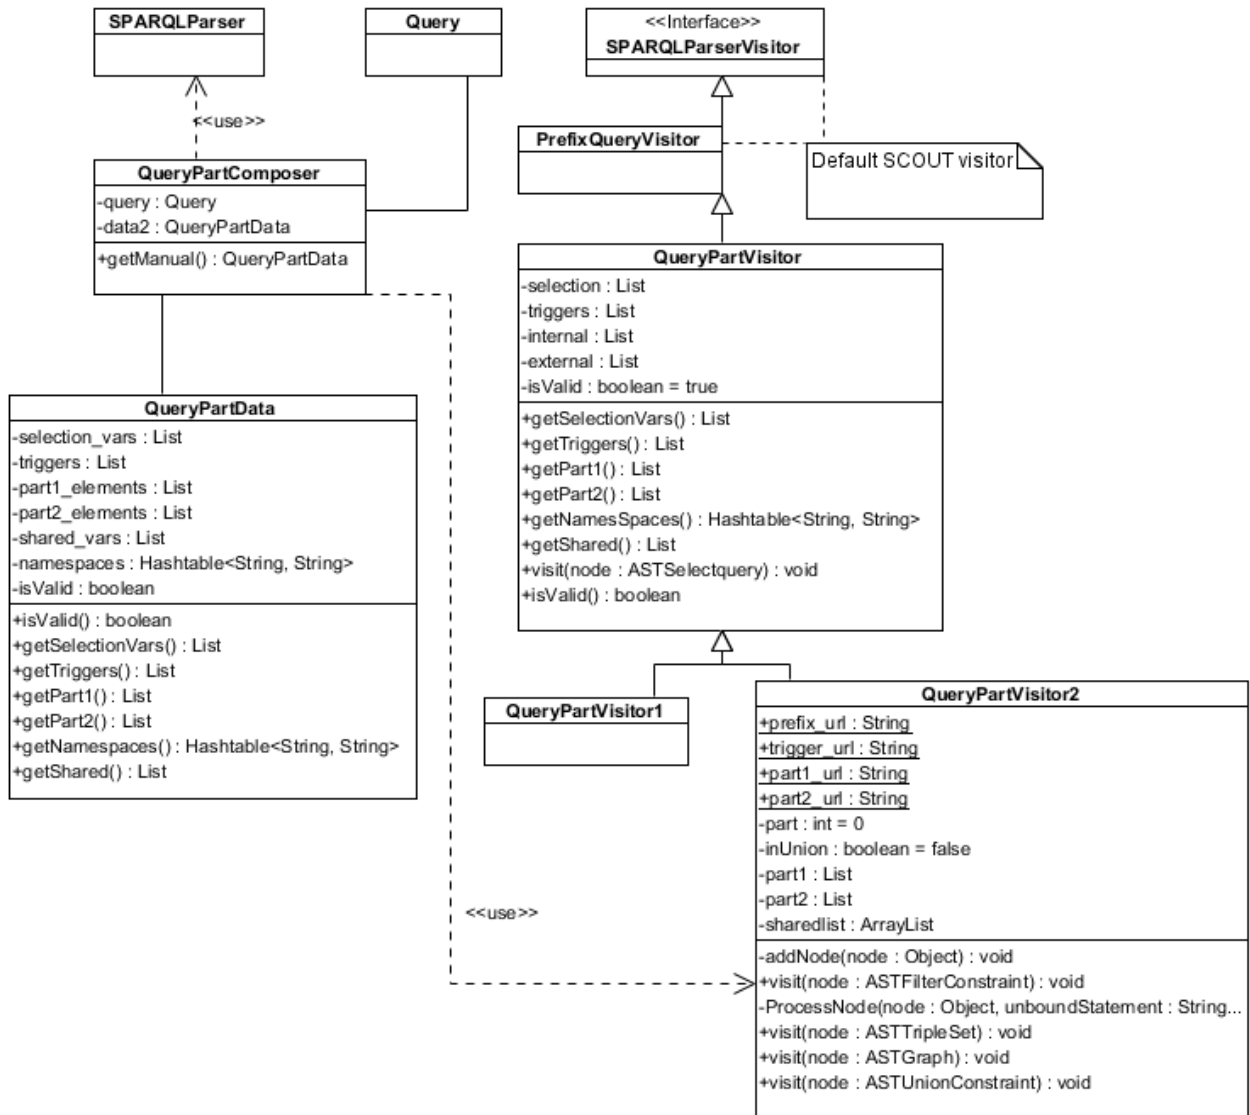 SPARQLParser
Query
<<Interface>>
SPARQLParserVisitor
<<use>>
PrefixQueryVisitor
Default SCOUT visitor
QueryPartComposer
-query : Query
-data2 : QueryPartData
+getManual() : QueryPartData
QueryPartVisitor
-selection : List
-triggers : List
-internal : List
-external : List
-isValid : boolean = true
+getSelectionVars() : List
+getTriggers() : List
+getPart1() : List
+getPart2() : List
+getNamesSpaces() : Hashtable<String, String>
+getShared() : List
+visit(node : ASTSelectquery) : void
+isValid() : boolean
QueryPartData
-selection_vars : List
-triggers : List
-part1_elements : List
-part2_elements : List
-shared_vars : List
-namespaces : Hashtable<String, String>
-isValid : boolean
+isValid() : boolean
+getSelectionVars() : List
+getTriggers() : List
+getPart1() : List
+getPart2() : List
+getNamespaces() : Hashtable<String, String>
+getShared() : List
QueryPartVisitor1
QueryPartVisitor2
+prefix_url : String
+trigger_url : String
+part1_url : String
+part2_url : String
-part : int = 0
-inUnion : boolean = false
-part1 : List
-part2 : List
-sharedlist : ArrayList
-addNode(node : Object) : void
+visit(node : ASTFilterConstraint) : void
-ProcessNode(node : Object, unboundStatement : String...
+visit(node : ASTTripleSet) : void
+visit(node : ASTGraph) : void
+visit(node : ASTUnionConstraint) : void
<<use>>